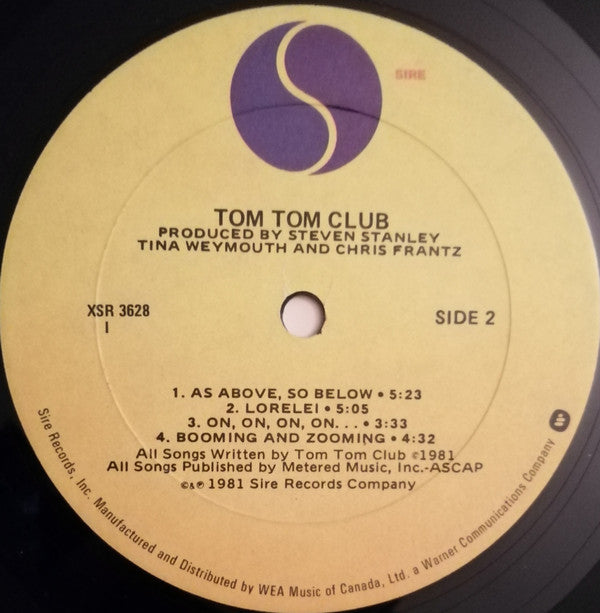 SIRE
TOM TOM CLUB
PRODUCED BY STEVEN STANLEY
TINA WEYMOUTH AND CHRIS FRANTZ
XSR 3628
I
SIDE 2
1. AS ABOVE, SO BELOW • 5:23
2. LORELEI • 5:05
3. ON, ON, ON, ON... • 3:33
4. BOOMING AND ZOOMING • 4:32
All Songs Written by Tom Tom Club ©1981
All Songs Published by Metered Music, Inc.-ASCAP
©&℗ 1981 Sire Records Company
Sire Records, Inc. Manufactured and Distributed by WEA Music of Canada, Ltd. a Warner Communications Company